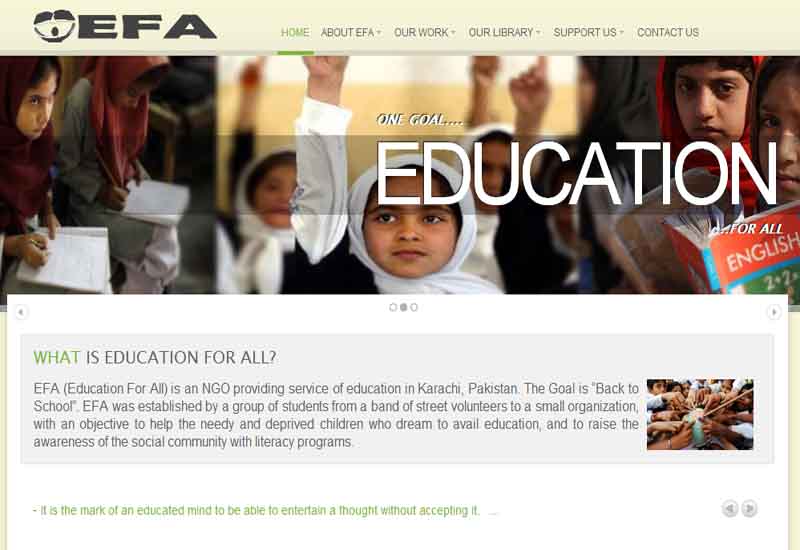 EFA
HOME ABOUT EFA OUR WORK OUR LIBRARY SUPPORT US CONTACT US
ONE GOAL....
EDUCATION
...FOR ALL
ENGLISH
WHAT IS EDUCATION FOR ALL?
EFA (Education For All) is an NGO providing service of education in Karachi, Pakistan. The Goal is “Back to
School”. EFA was established by a group of students from a band of street volunteers to a small organization,
with an objective to help the needy and deprived children who dream to avail education, and to raise the
awareness of the social community with literacy programs.
- It is the mark of an educated mind to be able to entertain a thought without accepting it. ...